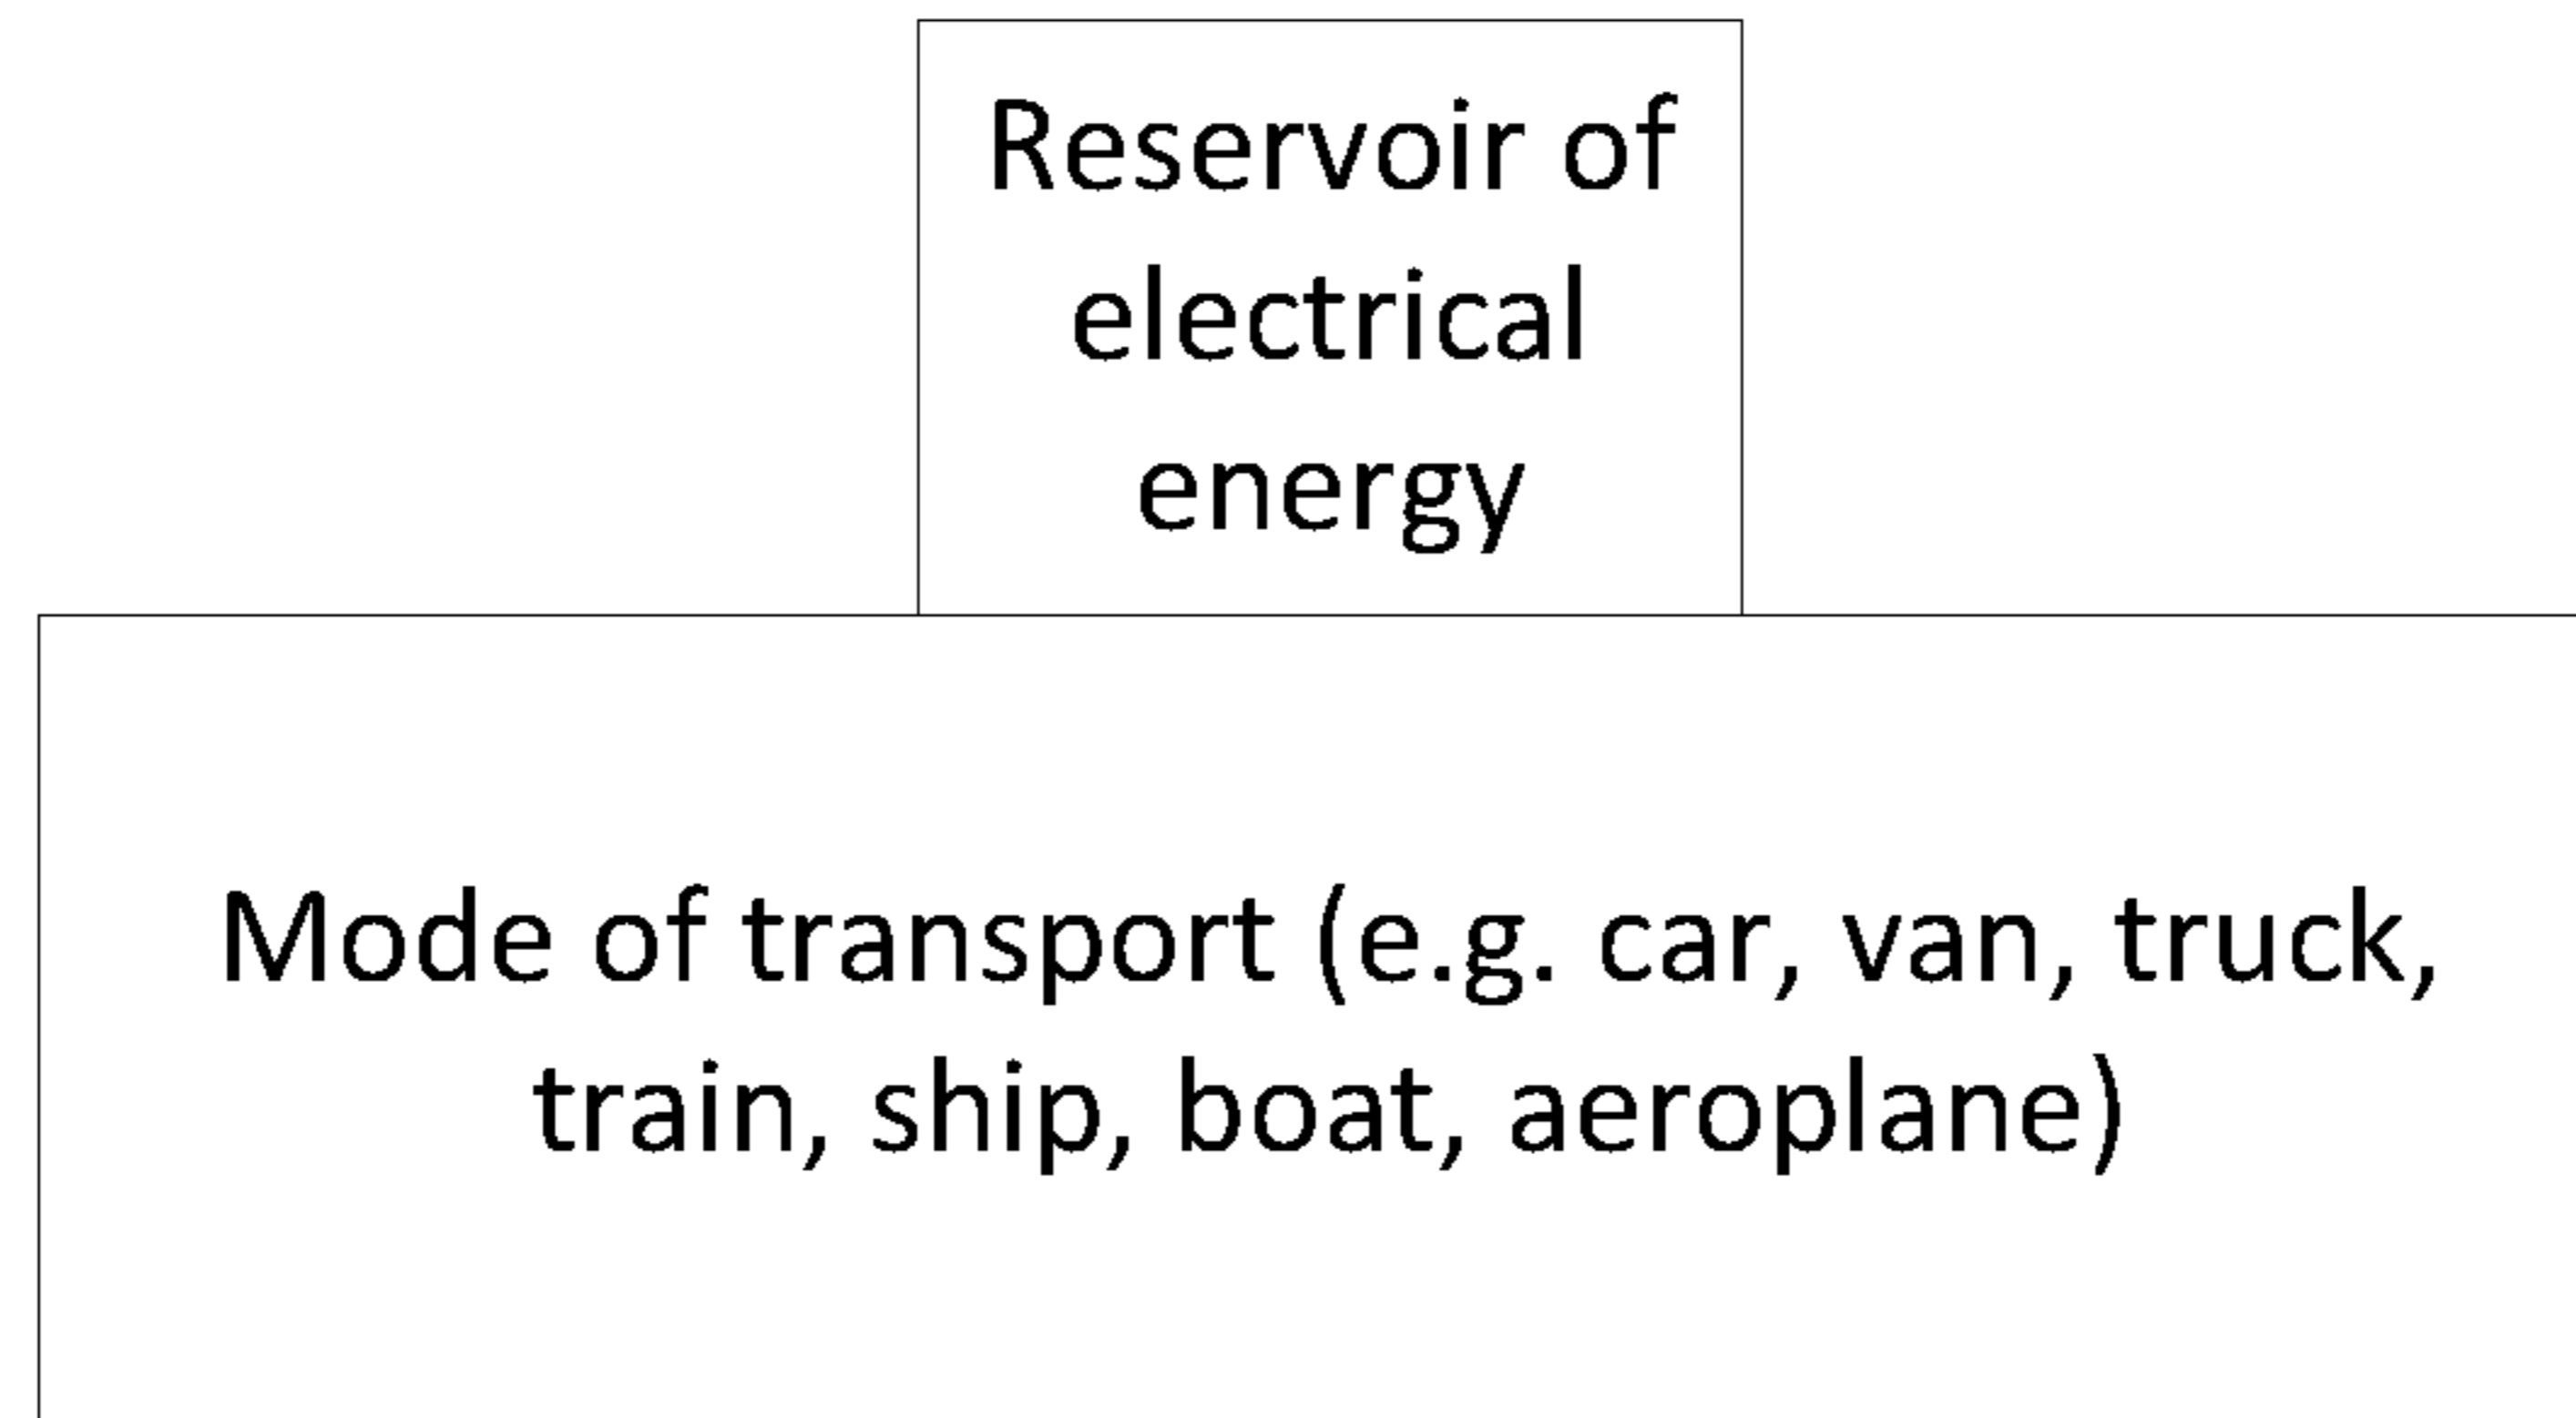 Reservoir of
electrical
energy
Mode of transport (e.g. car, van, truck,
train, ship, boat, aeroplane)